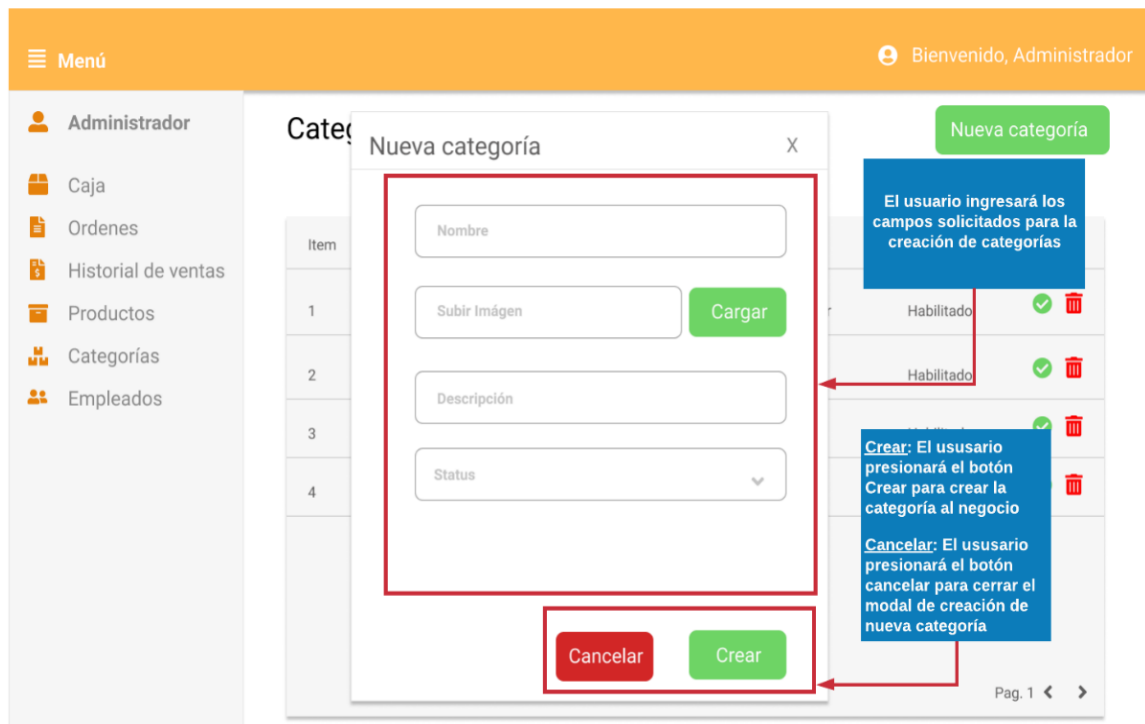 Menú
Bienvenido, Administrador
Administrador
Caja
Ordenes
Historial de ventas
Productos
Categorías
Empleados
Nueva categoría
Item
1
Habilitado
2
Habilitado
3
4
Pag. 1
Nueva categoría
X
Nombre
Subir Imágen
Cargar
Descripción
Status
Cancelar
Crear
El usuario ingresará los
campos solicitados para la
creación de categorías
Crear: El ususario
presionará el botón
Crear para crear la
categoría al negocio
Cancelar: El ususario
presionará el botón
cancelar para cerrar el
modal de creación de
nueva categoría